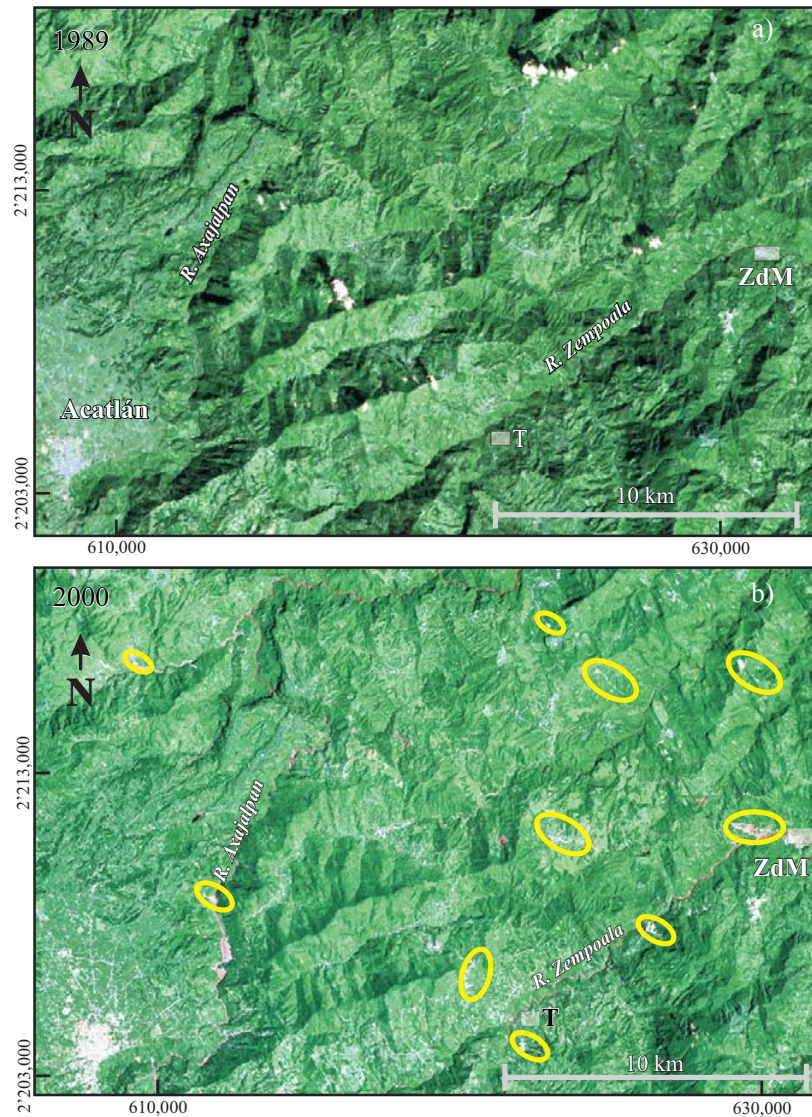 1989
a)
N
2'213,000
R. Axajalpan
ZdM
R. Zempoala
Acatlán
T
2'203,000
10 km
610,000
630,000
2000
b)
N
2'213,000
R. Axajalpan
ZdM
R. Zempoala
T
2'203,000
10 km
610,000
630,000